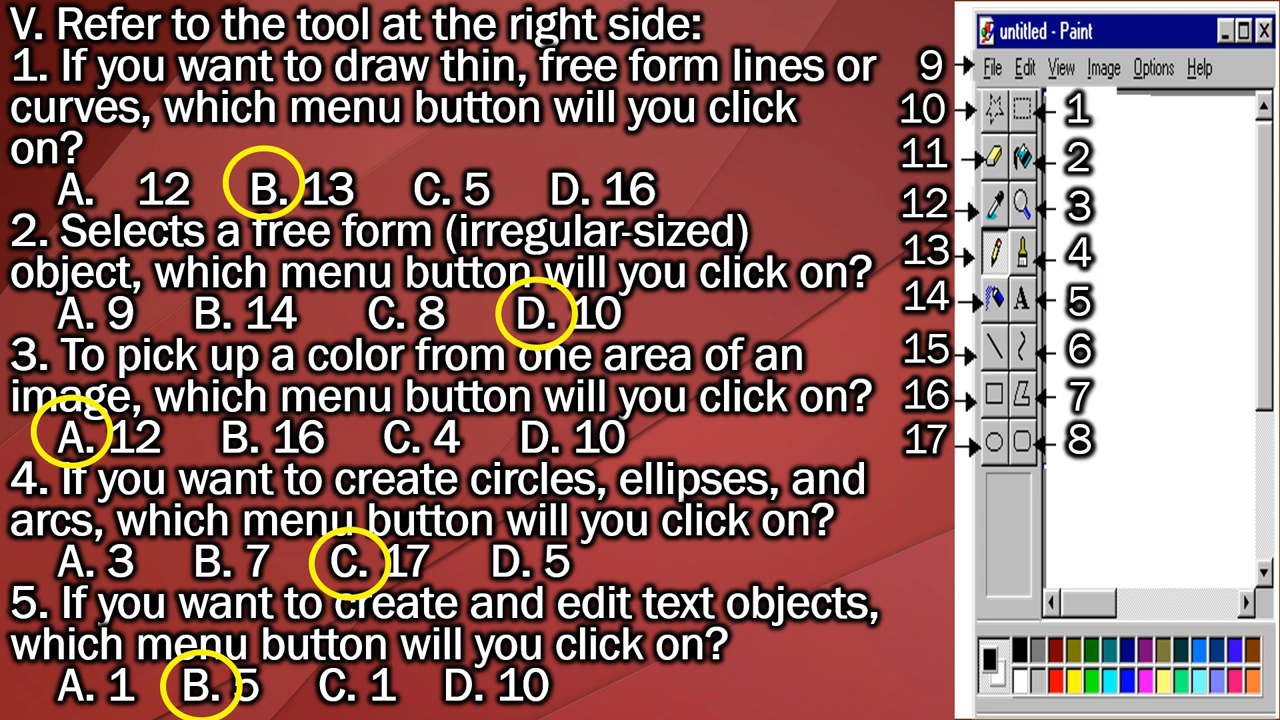 V. Refer to the tool at the right side:
1. If you want to draw thin, free form lines or
curves, which menu button will you click
on?
A. 12 B. 13 C. 5 D. 16
2. Selects a free form (irregular-sized)
object, which menu button will you click on?
A. 9 B. 14 C. 8 D. 10
3. To pick up a color from one area of an
image, which menu button will you click on?
A. 12 B. 16 C. 4 D. 10
4. If you want to create circles, ellipses, and
arcs, which menu button will you click on?
A. 3 B. 7 C. 17 D. 5
5. If you want to create and edit text objects,
which menu button will you click on?
A. 1 B. 5 C. 1 D. 10
untitled - Paint
9 File Edit View Image Options Help
10 1
11 2
12 3
13 4
14 A 5
15 6
16 7
17 8